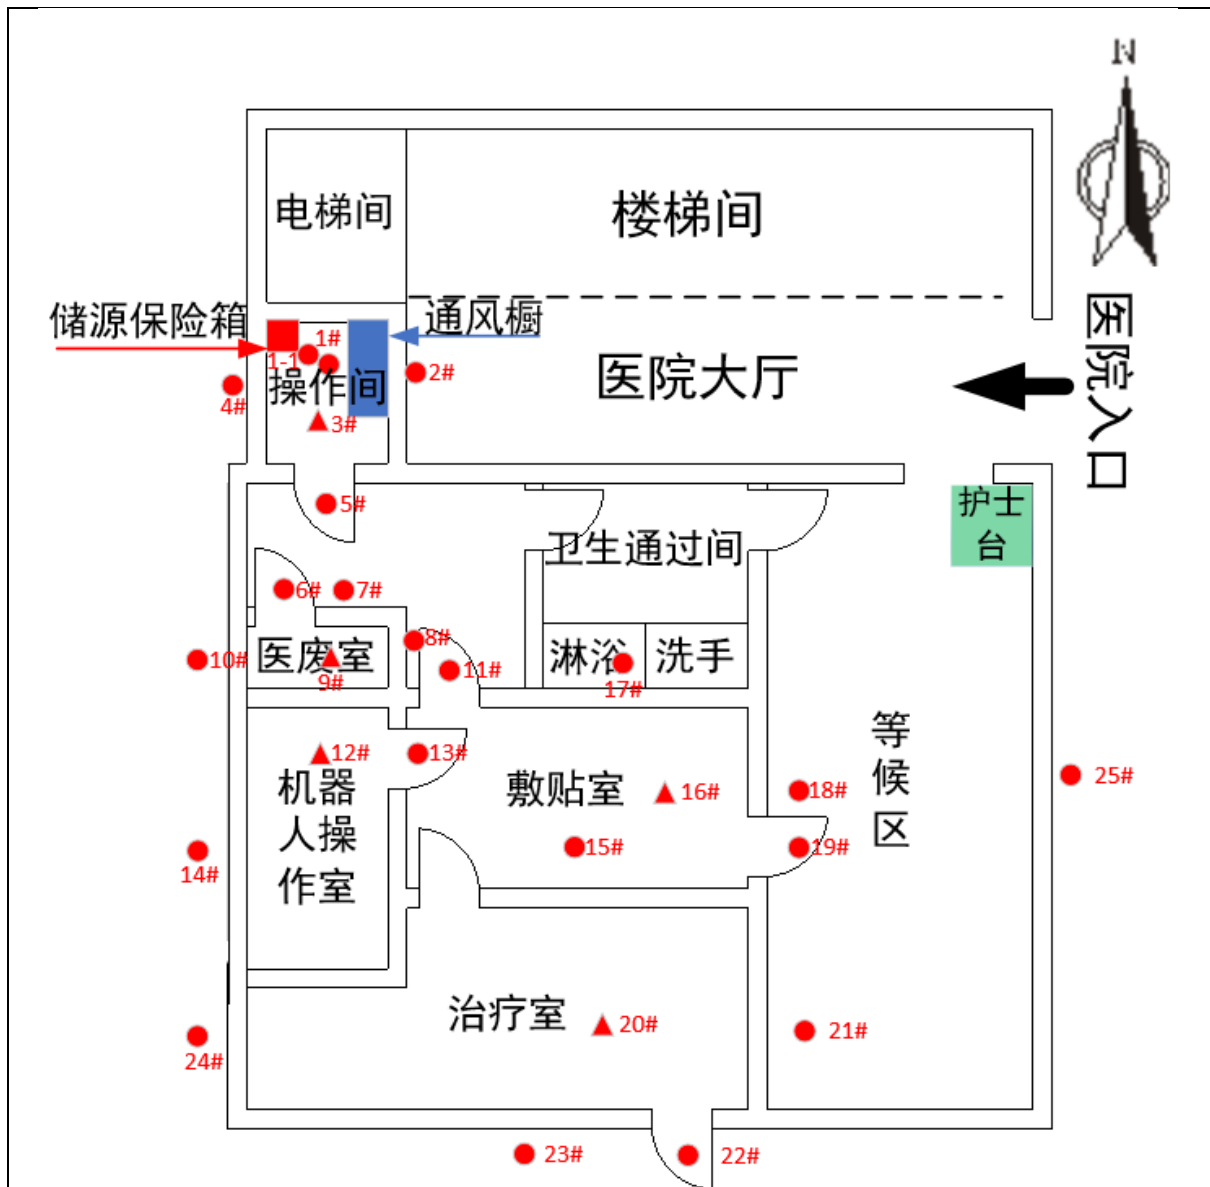 N
电梯间
楼梯间
储源保险箱
通风橱
1#
1-1
2#
操作间
医院大厅
医院入口
4#
3#
5#
护士
台
卫生通过间
6#
7#
8#
医废室
9#
10#
11#
淋浴
洗手
17#
12#
13#
机器
人操
作室
敷贴室
16#
等
候
区
18#
25#
15#
19#
14#
治疗室
20#
21#
24#
23#
22#